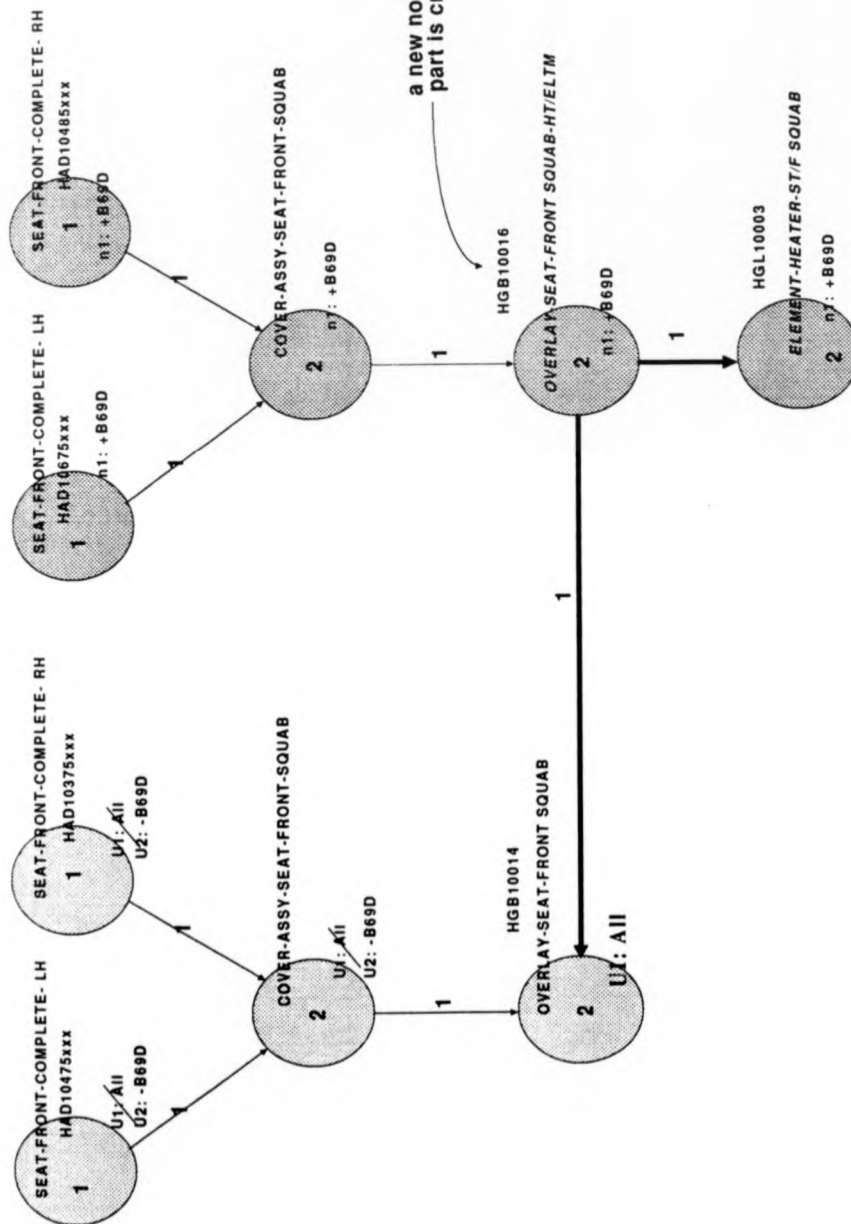 SEAT-FRONT-COMPLETE- LH
HAD10475xxx
1
U1: All
U2: -B69D
1
SEAT-FRONT-COMPLETE- RH
HAD10375xxx
1
U1: All
U2: -B69D
1
COVER-ASSY-SEAT-FRONT-SQUAB
2
U1: All
U2: -B69D
1
HGB10014
OVERLAY-SEAT-FRONT SQUAB
2
U1: All
SEAT-FRONT-COMPLETE- LH
HAD10675xxx
1
n1: +B69D
1
SEAT-FRONT-COMPLETE- RH
HAD10485xxx
1
n1: +B69D
1
COVER-ASSY-SEAT-FRONT-SQUAB
2
n1: +B69D
1
HGB10016
OVERLAY-SEAT-FRONT SQUAB-HT/ELTM
2
n1: +B69D
1
1
HGL10003
ELEMENT-HEATER-ST/F SQUAB
2
n1: +B69D
a new
part is